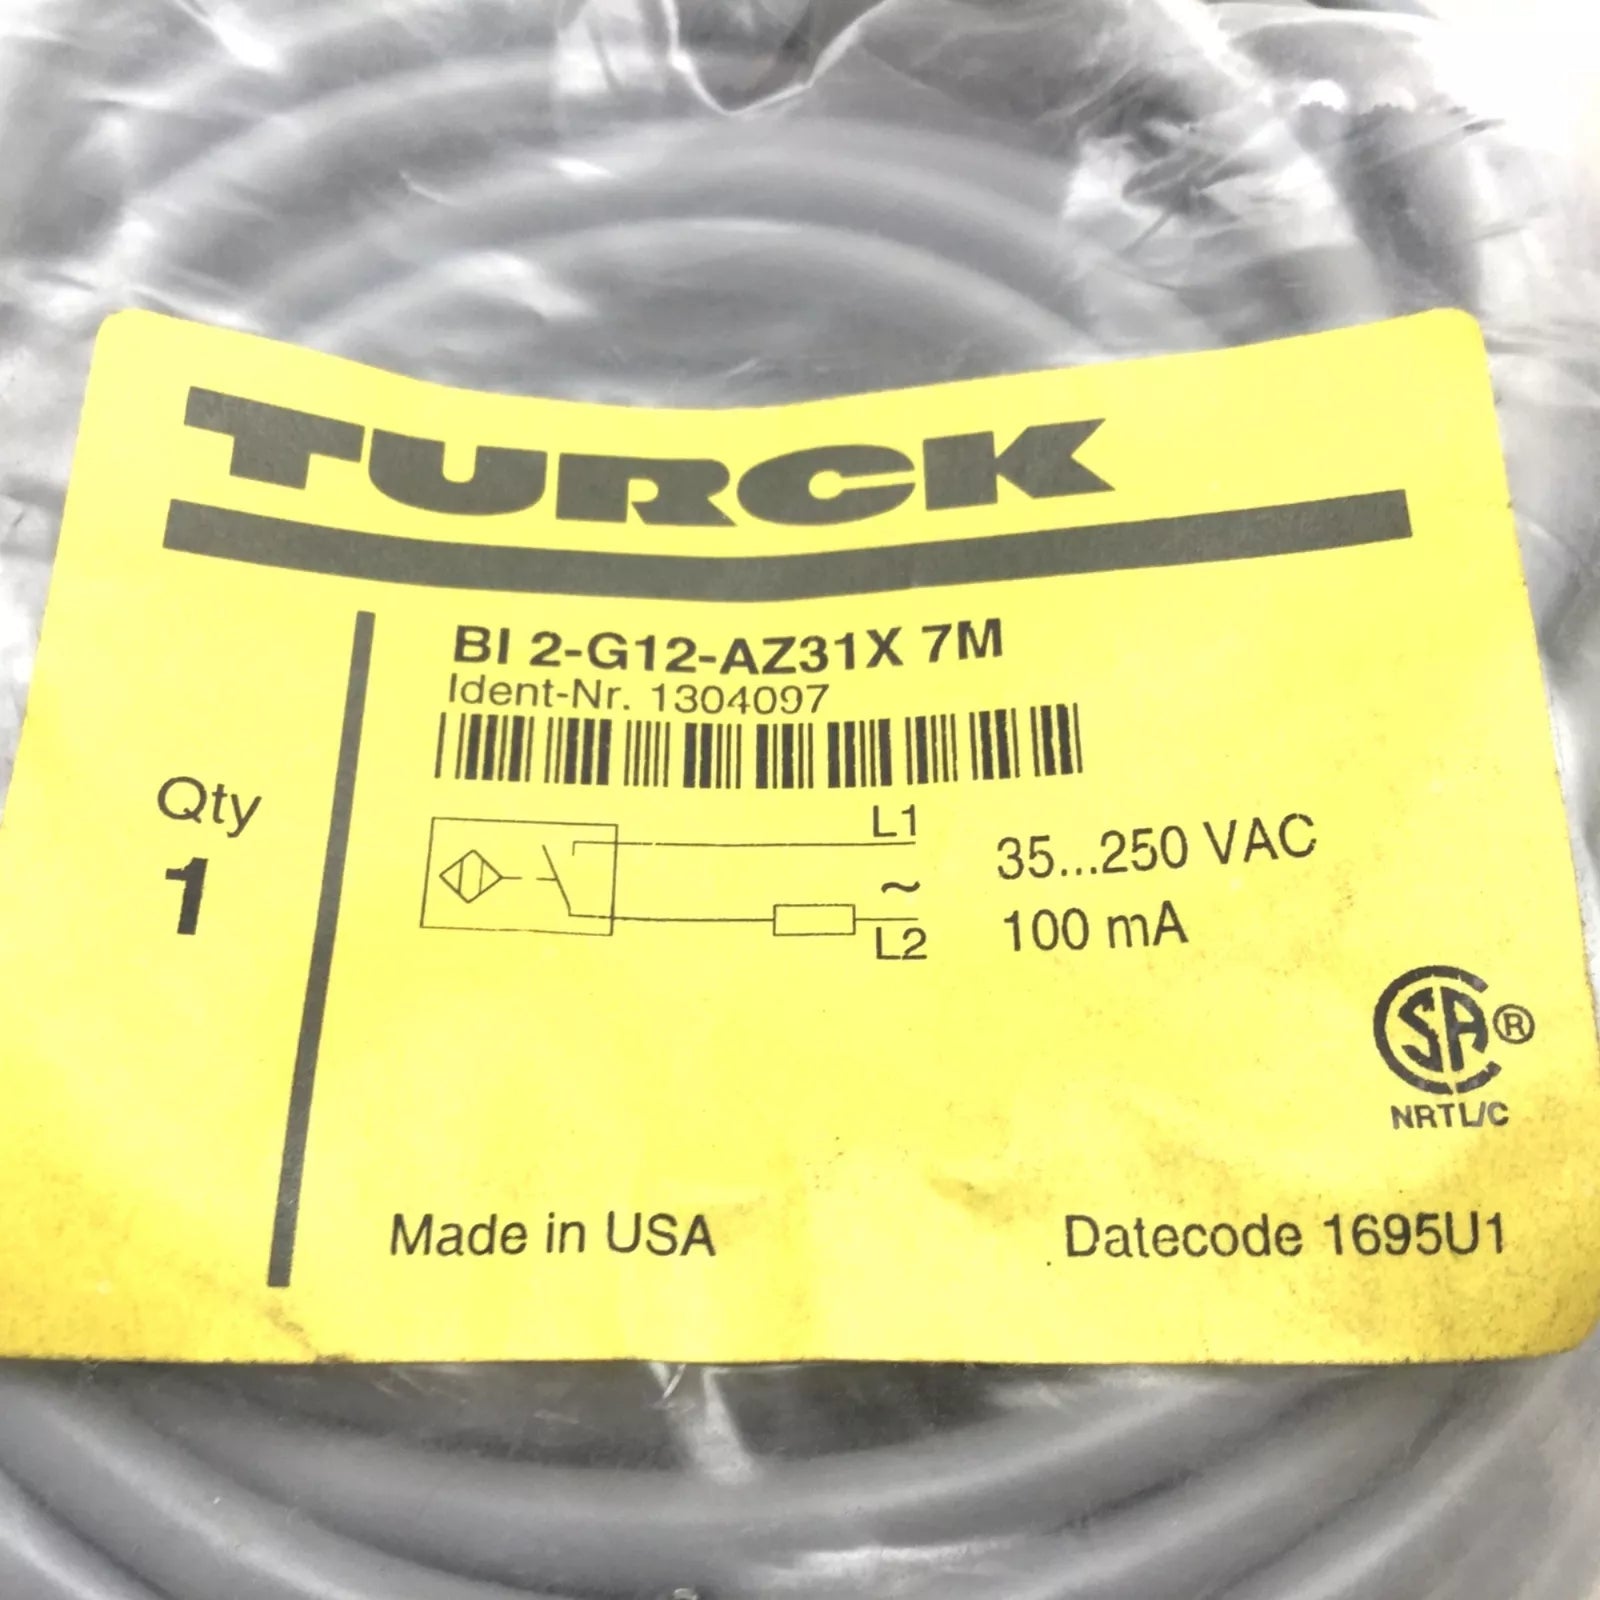 TURCK
BI 2-G12-AZ31X 7M
Ident-Nr. 1304097
Qty
1
L1
~
L2
35...250 VAC
100 mA
CSA®
NRTL/C
Made in USA
Datecode 1695U1